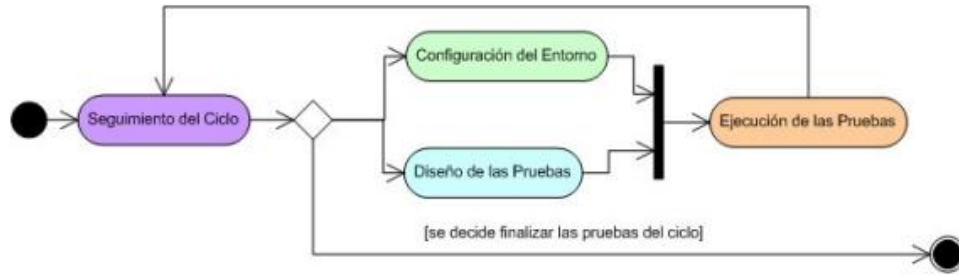 Configuración del Entorno
Seguimiento del Ciclo
Ejecución de las Pruebas
Diseño de las Pruebas
[se decide finalizar las pruebas del ciclo]